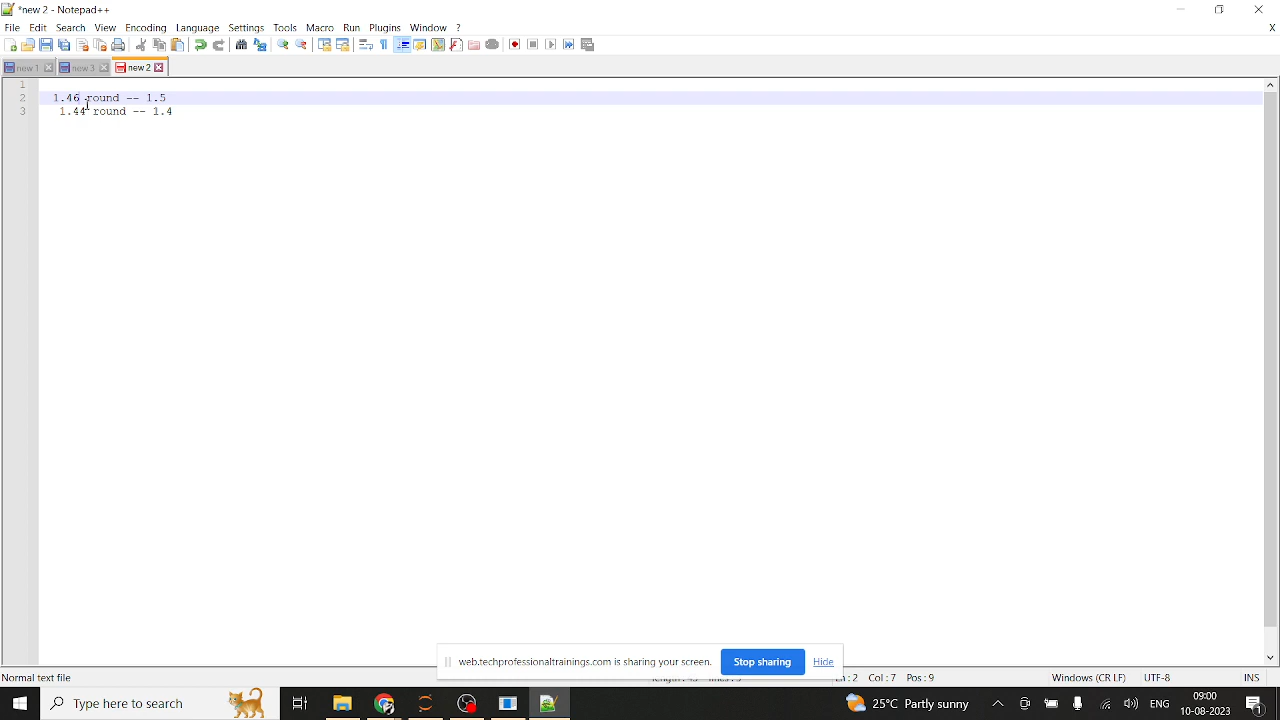 *new 2 - Notepad++
File Edit Search View Encoding Language Settings Tools Macro Run Plugins Window ?
X
new 1 new 3 new 2
1
2 1.46 round -- 1.5
3 1.44 round -- 1.4
web.techprofessionaltrainings.com is sharing your screen. Stop sharing Hide
Normal text file Ln:2 Col:7 Pos:9 UTF-8 INS
Type here to search 25°C Partly sunny ENG 09:00
10-08-2023